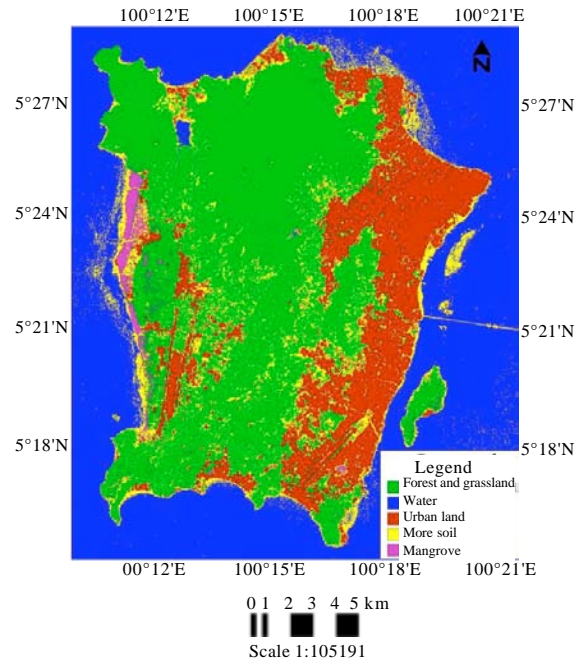 100°12'E 100°15'E 100°18'E 100°21'E
N
5°27'N 5°27'N
5°24'N 5°24'N
5°21'N 5°21'N
5°18'N 5°18'N
Legend
Forest and grassland
Water
Urban land
More soil
Mangrove
00°12'E 100°15'E 100°18'E 100°21'E
0 1 2 3 4 5 km
Scale 1:105191